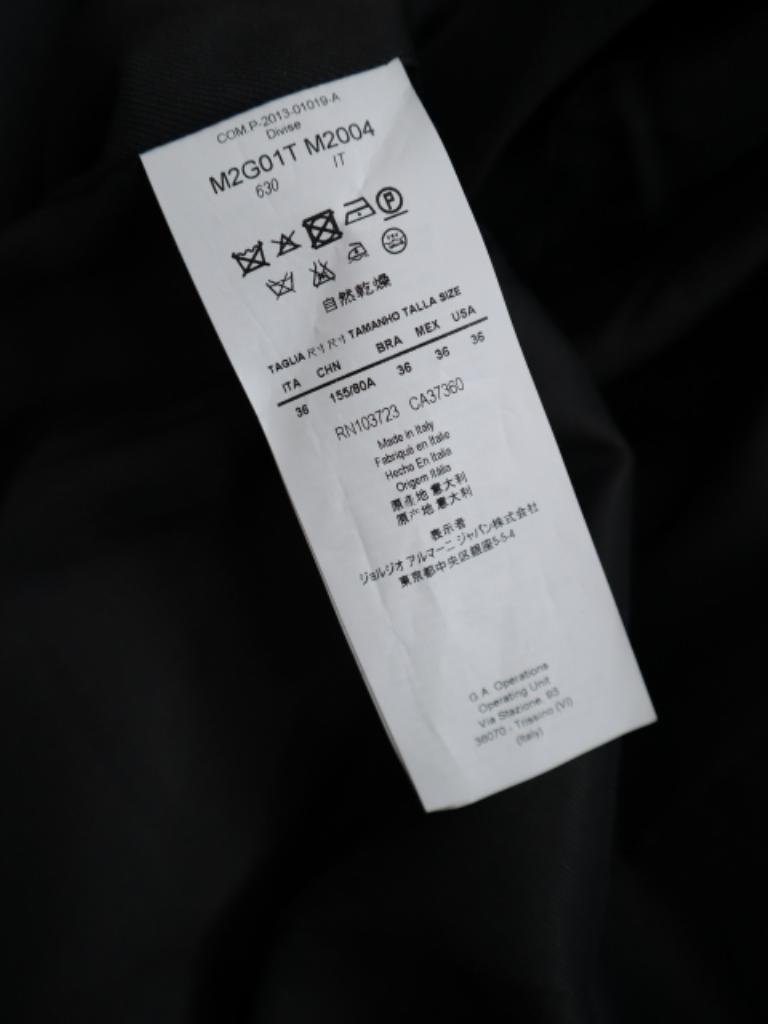 COM.P-2013-01019-A
Divise
M2G01T M2004
630 IT
P
自然乾燥
TAGLIA 尺寸 尺寸 TAMANHO TALLA SIZE
ITA CHN BRA MEX USA
36 155/80A 36 36 36
RN103723 CA37360
Made in Italy
Fabriqué en Italie
Hecho En Italia
Origem Itália
原産地 意大利
原产地 意大利
表示者
ジョルジオ アルマーニ ジャパン株式会社
東京都中央区銀座5-5-4
G.A. Operations
Operating Unit
Via Stazione, 93
36070 - Trissino (VI)
(Italy)